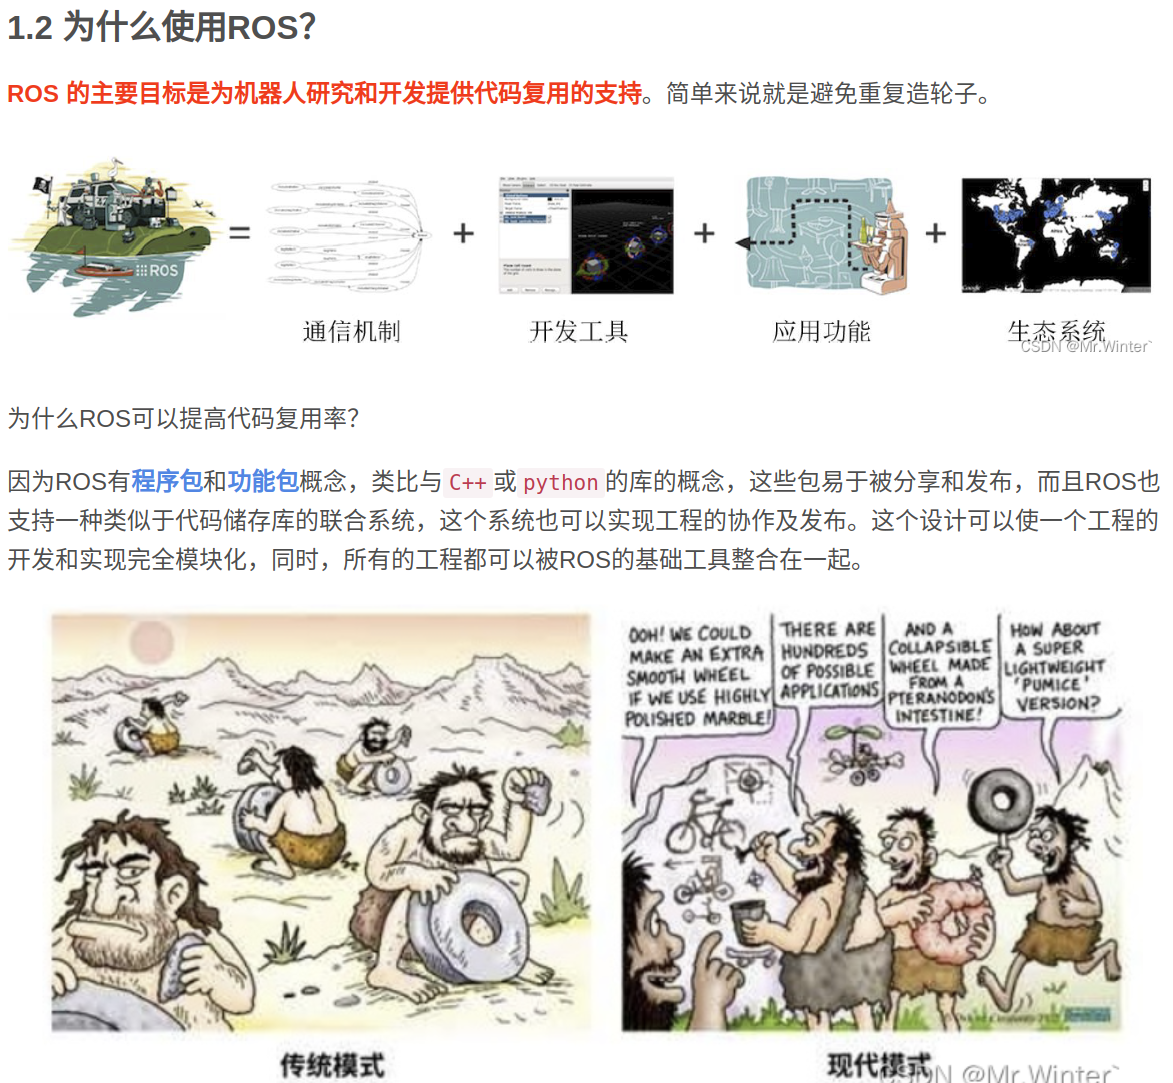 1.2 为什么使用ROS？
ROS 的主要目标是为机器人研究和开发提供代码复用的支持。简单来说就是避免重复造轮子。
ROS
=
+
+
+
通信机制
开发工具
应用功能
生态系统
CSDN @Mr.Winter`
为什么ROS可以提高代码复用率？
因为ROS有程序包和功能包概念，类比与 C++ 或 python 的库的概念，这些包易于被分享和发布，而且ROS也
支持一种类似于代码储存库的联合系统，这个系统也可以实现工程的协作及发布。这个设计可以使一个工程的
开发和实现完全模块化，同时，所有的工程都可以被ROS的基础工具整合在一起。
OOH! WE COULD
MAKE AN EXTRA
SMOOTH WHEEL
IF WE USE HIGHLY
POLISHED MARBLE!
THERE ARE
HUNDREDS
OF POSSIBLE
APPLICATIONS
AND A
COLLAPSIBLE
WHEEL MADE
FROM A
PTERANODON'S
INTESTINE!
HOW ABOUT
A SUPER
LIGHTWEIGHT
'PUMICE'
VERSION?
传统模式
现代模式
CSDN @Mr.Winter`